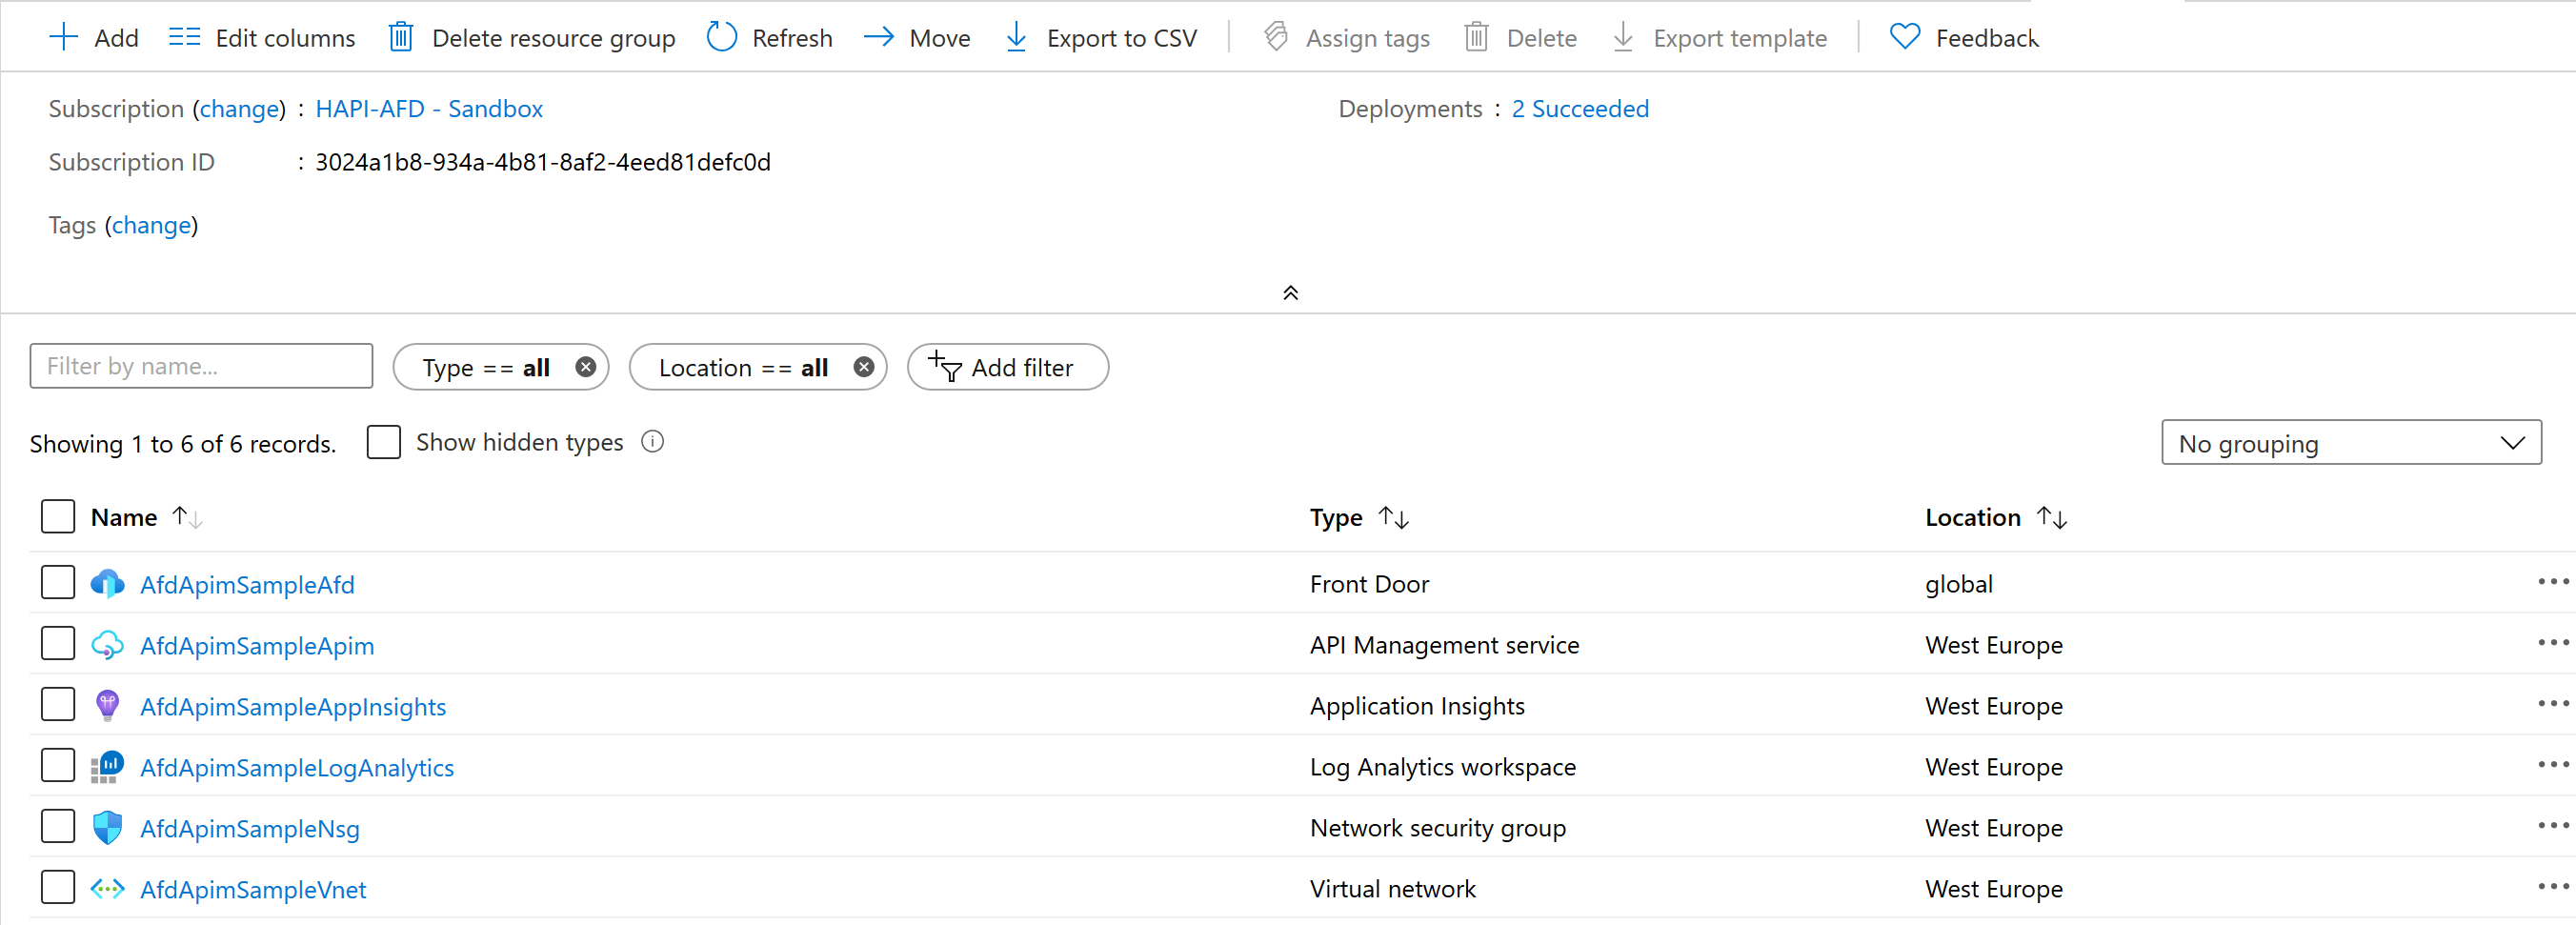 Add Edit columns Delete resource group Refresh Move Export to CSV Assign tags Delete Export template Feedback
Subscription (change) : HAPI-AFD - Sandbox Deployments : 2 Succeeded
Subscription ID : 3024a1b8-934a-4b81-8af2-4eed81defc0d
Tags (change)
Filter by name... Type == all Location == all Add filter
Showing 1 to 6 of 6 records. Show hidden types No grouping
Name Type Location
AfdApimSampleAfd Front Door global
AfdApimSampleApim API Management service West Europe
AfdApimSampleAppInsights Application Insights West Europe
AfdApimSampleLogAnalytics Log Analytics workspace West Europe
AfdApimSampleNsg Network security group West Europe
AfdApimSampleVnet Virtual network West Europe